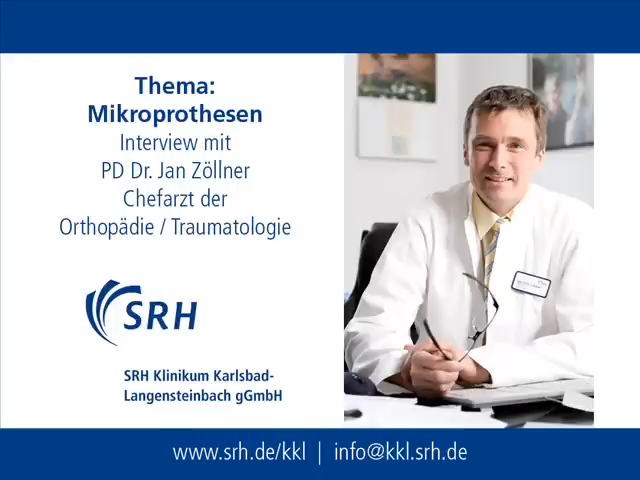 Thema:
Mikroprothesen
Interview mit
PD Dr. Jan Zöllner
Chefarzt der
Orthopädie / Traumatologie
SRH
SRH Klinikum Karlsbad-
Langensteinbach gGmbH
www.srh.de/kkl | info@kkl.srh.de